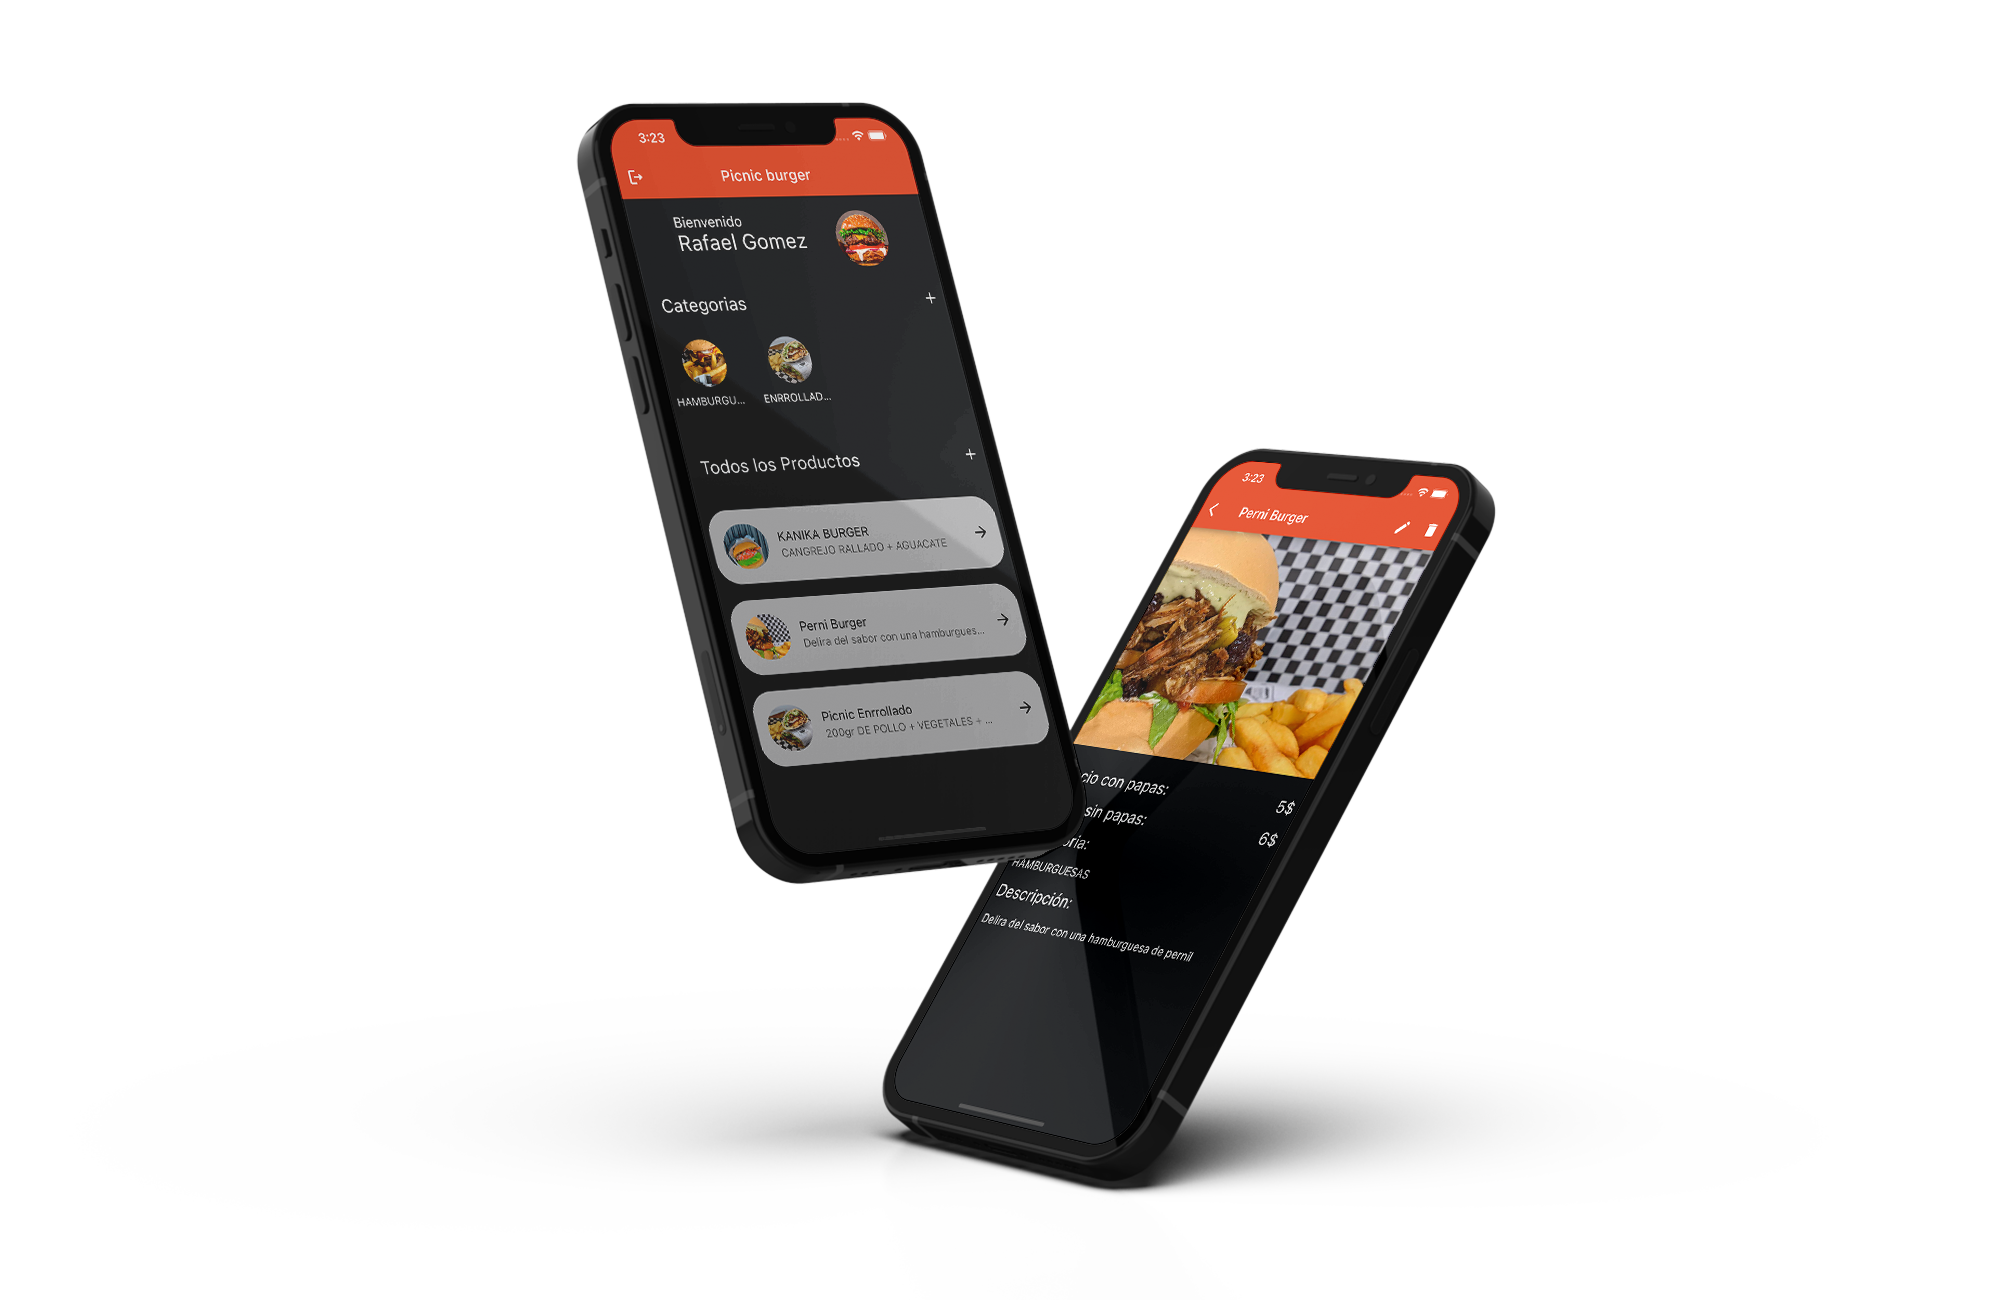 3:23
Picnic burger
Bienvenido
Rafael Gomez
Categorias
+
HAMBURGU...
ENRROLLAD...
Todos los Productos
+
KANIKA BURGER
CANGREJO RALLADO + AGUACATE
Perni Burger
Delira del sabor con una hamburgues...
Picnic Enrrollado
200gr DE POLLO + VEGETALES + ...
3:23
Perni Burger
cio con papas: 5$
sin papas: 6$
oria:
HAMBURGUESAS
Descripción:
Delira del sabor con una hamburguesa de pernil